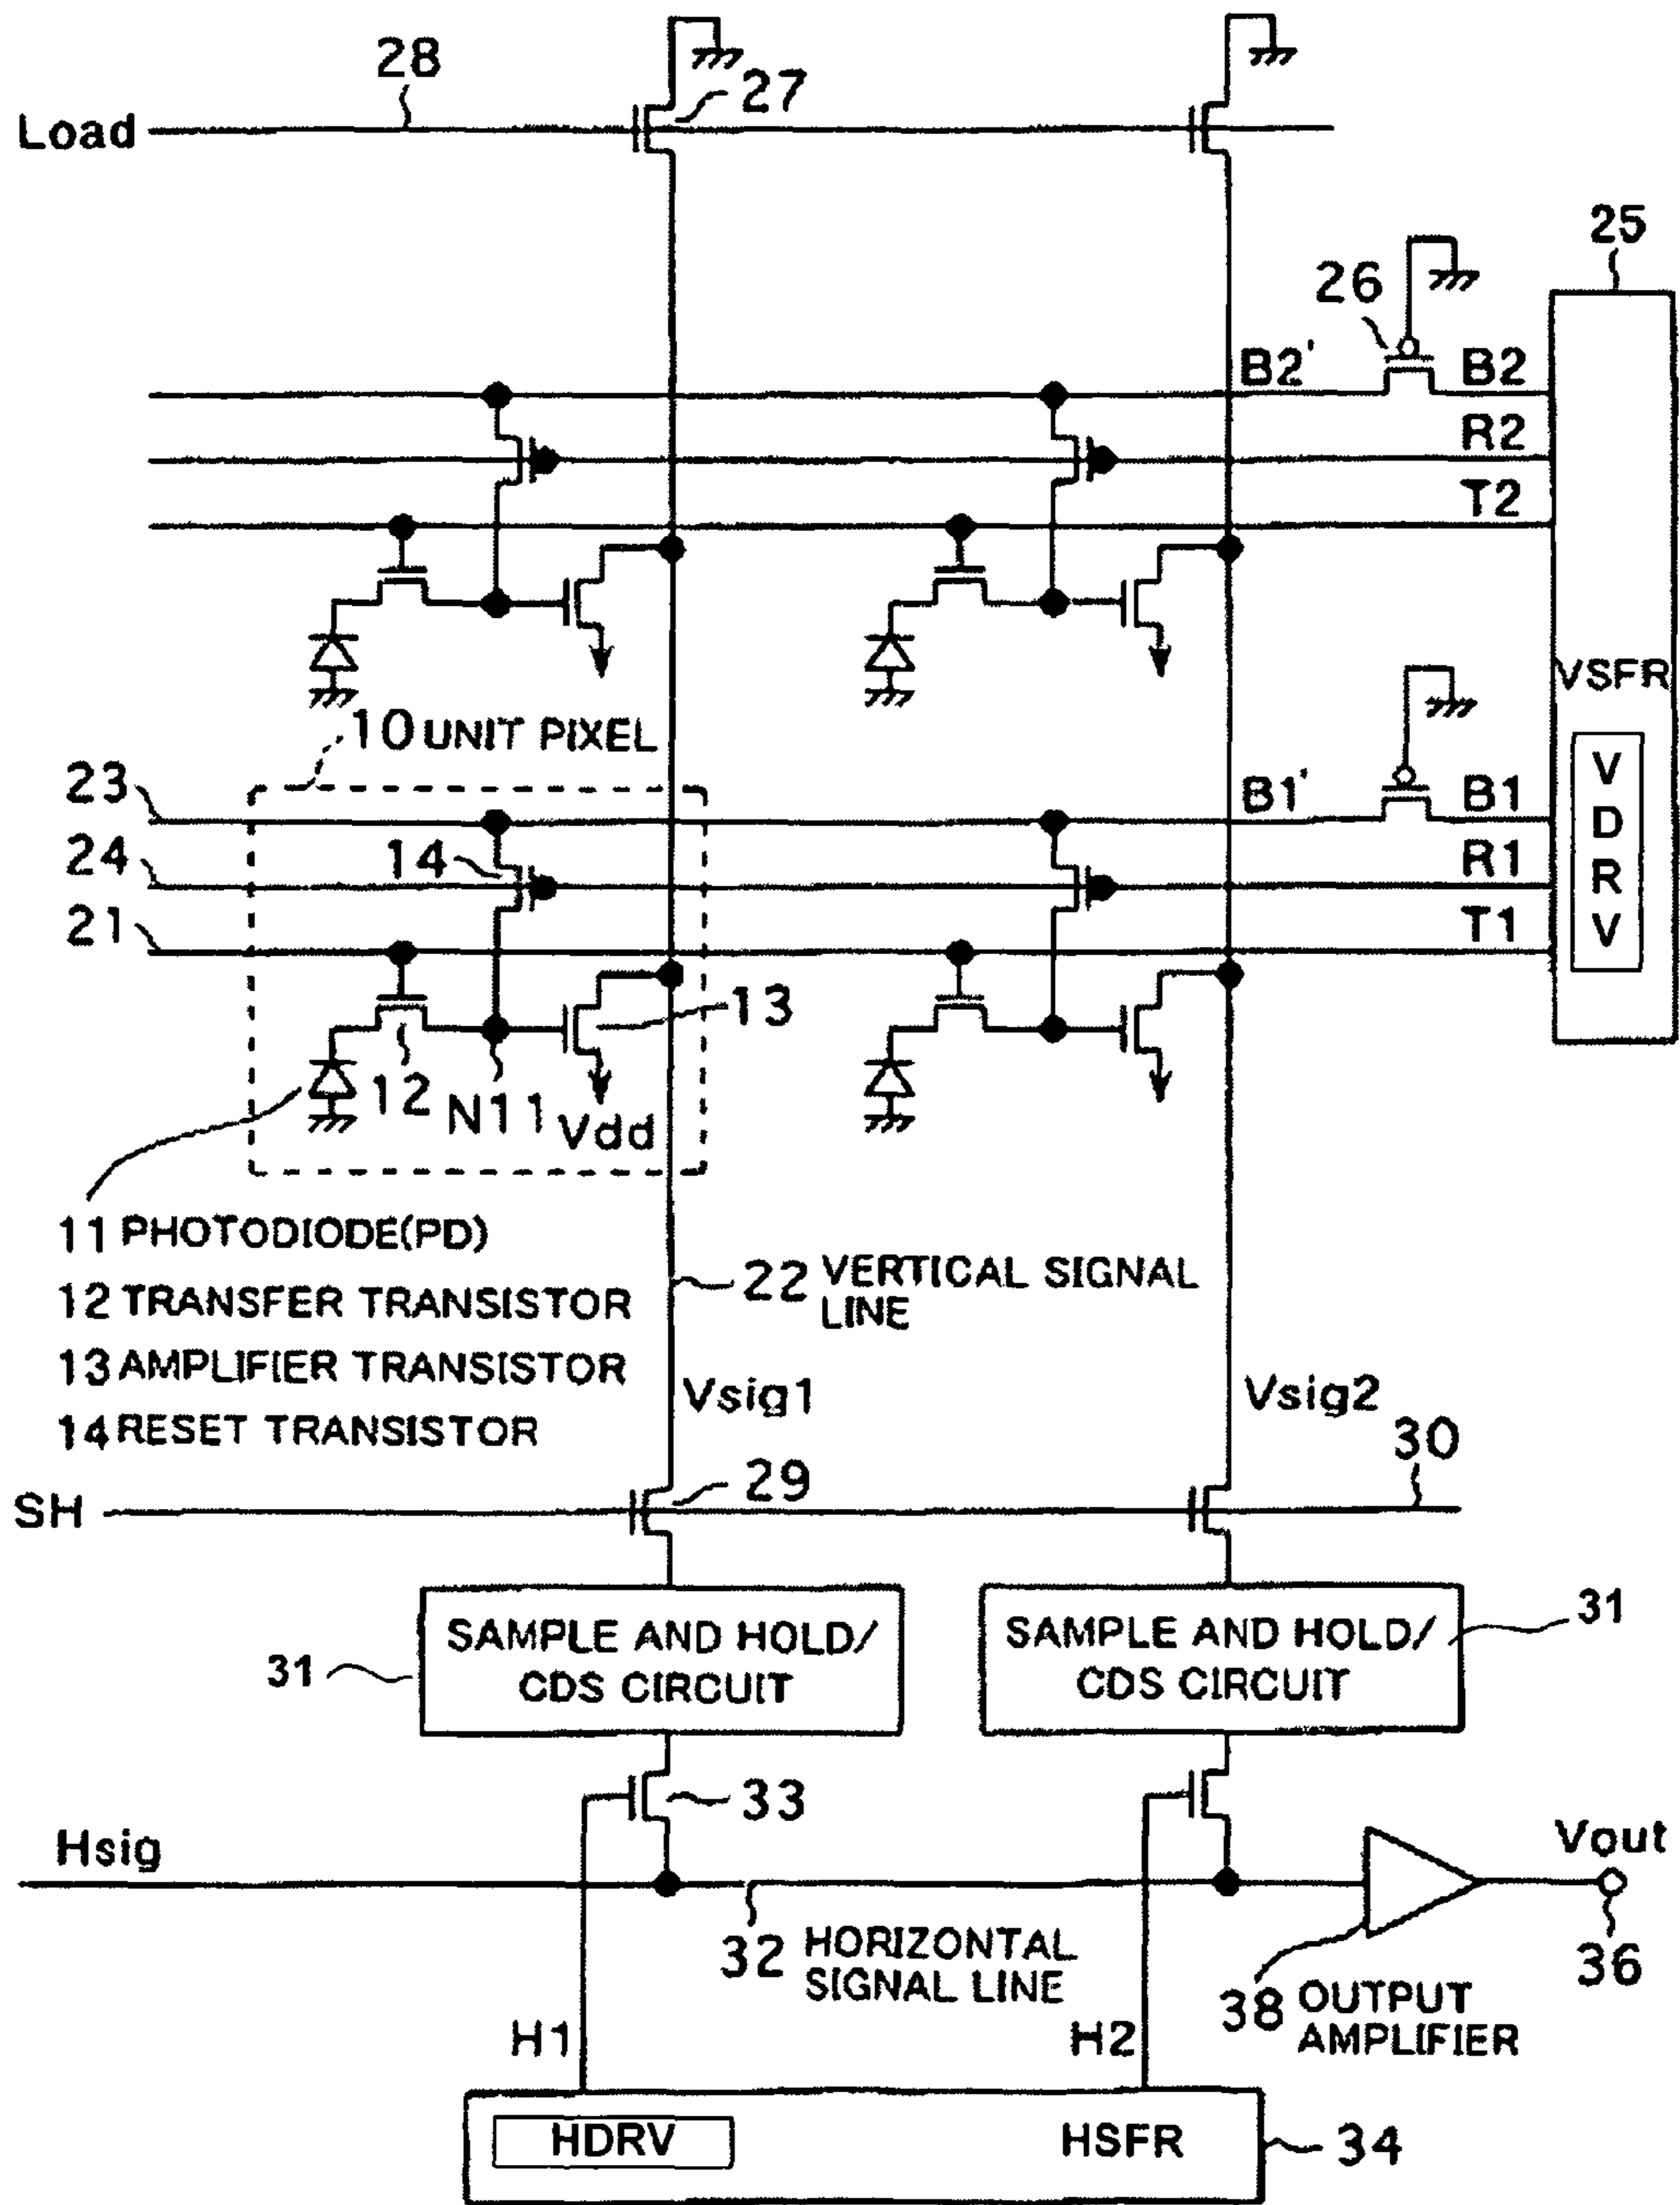 28
27
Load
25
26
B2'
B2
R2
T2
VSFR
10 UNIT PIXEL
23
B1'
B1
V
D
R
V
24
14
R1
21
T1
13
12
N11
Vdd
11 PHOTODIODE(PD)
12 TRANSFER TRANSISTOR
13 AMPLIFIER TRANSISTOR
14 RESET TRANSISTOR
22 VERTICAL SIGNAL
LINE
Vsig1
Vsig2
30
29
SH
SAMPLE AND HOLD/
CDS CIRCUIT
31
SAMPLE AND HOLD/
CDS CIRCUIT
31
33
Hsig
Vout
32 HORIZONTAL
SIGNAL LINE
36
38 OUTPUT
AMPLIFIER
H1
H2
HDRV
HSFR
34